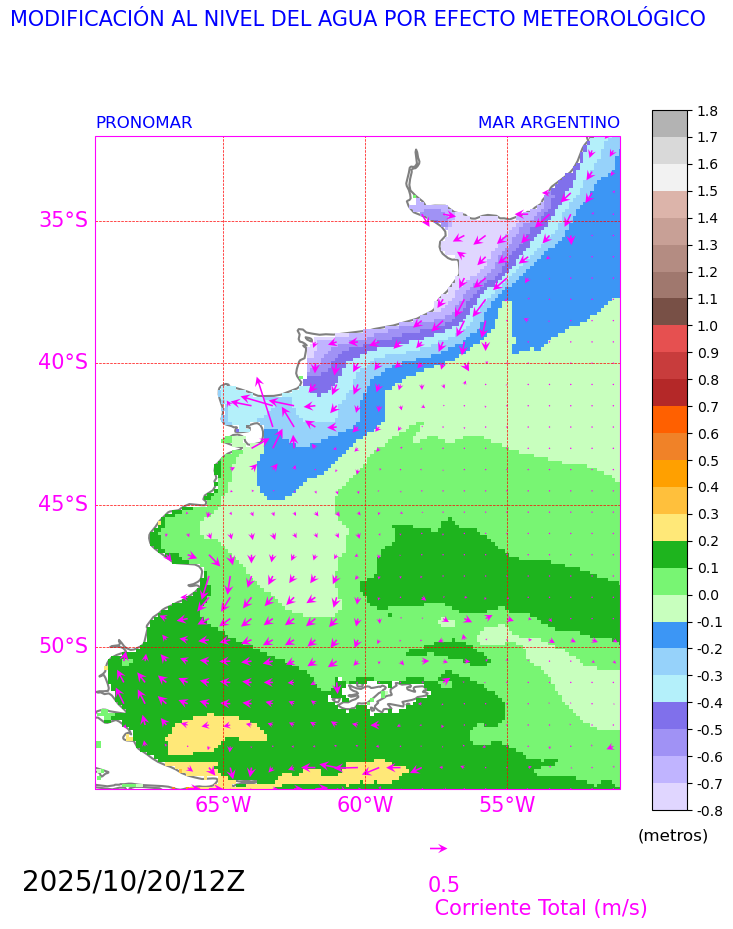 MODIFICACIÓN AL NIVEL DEL AGUA POR EFECTO METEOROLÓGICO
PRONOMAR MAR ARGENTINO
35°S
40°S
45°S
50°S
65°W 60°W 55°W
1.8
1.7
1.6
1.5
1.4
1.3
1.2
1.1
1.0
0.9
0.8
0.7
0.6
0.5
0.4
0.3
0.2
0.1
0.0
-0.1
-0.2
-0.3
-0.4
-0.5
-0.6
-0.7
-0.8
(metros)
2025/10/20/12Z
0.5
Corriente Total (m/s)